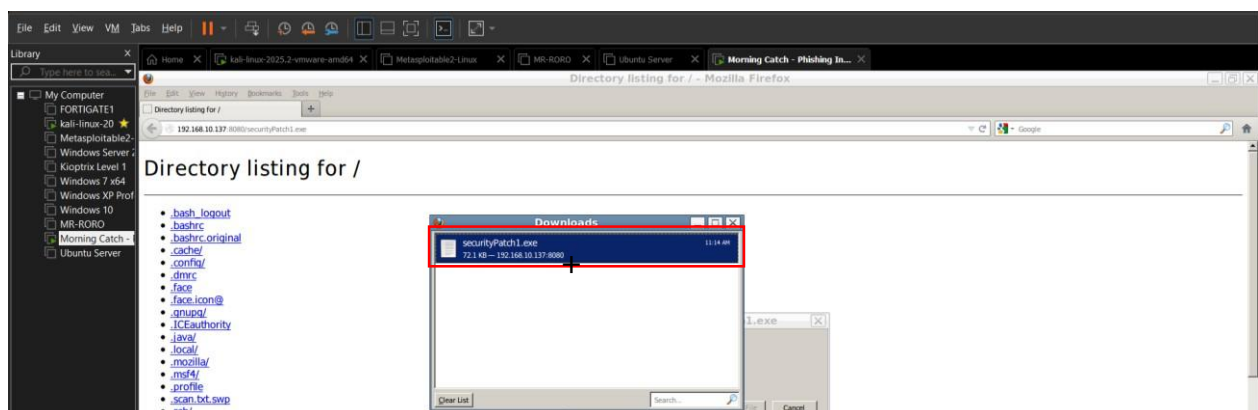 File Edit View VM Tabs Help
Library
Type here to sea...
Home
kali-linux-2025.2-vmware-amd64
Metasploitable2-Linux
MR-RORO
Ubuntu Server
Morning Catch - Phishing In...
My Computer
FORTIGATE1
kali-linux-20
Metasploitable2-
Windows Server 2
Kioptrix Level 1
Windows 7 x64
Windows XP Prof
Windows 10
MR-RORO
Morning Catch -
Ubuntu Server
Directory listing for / - Mozilla Firefox
File Edit View History Bookmarks Tools Help
Directory listing for /
192.168.10.137:8080/securityPatch1.exe
Google
Directory listing for /
.bash_logout
.bashrc
.bashrc.original
.cache/
.config/
.dmrc
.face
.face.icon@
.gnupg/
.ICEauthority
.java/
.local/
.mozilla/
.msf4/
.profile
.scan.txt.swp
Downloads
securityPatch1.exe
11:14 AM
72.1 KB — 192.168.10.137:8080
Clear List
Search...
1.exe
Cancel